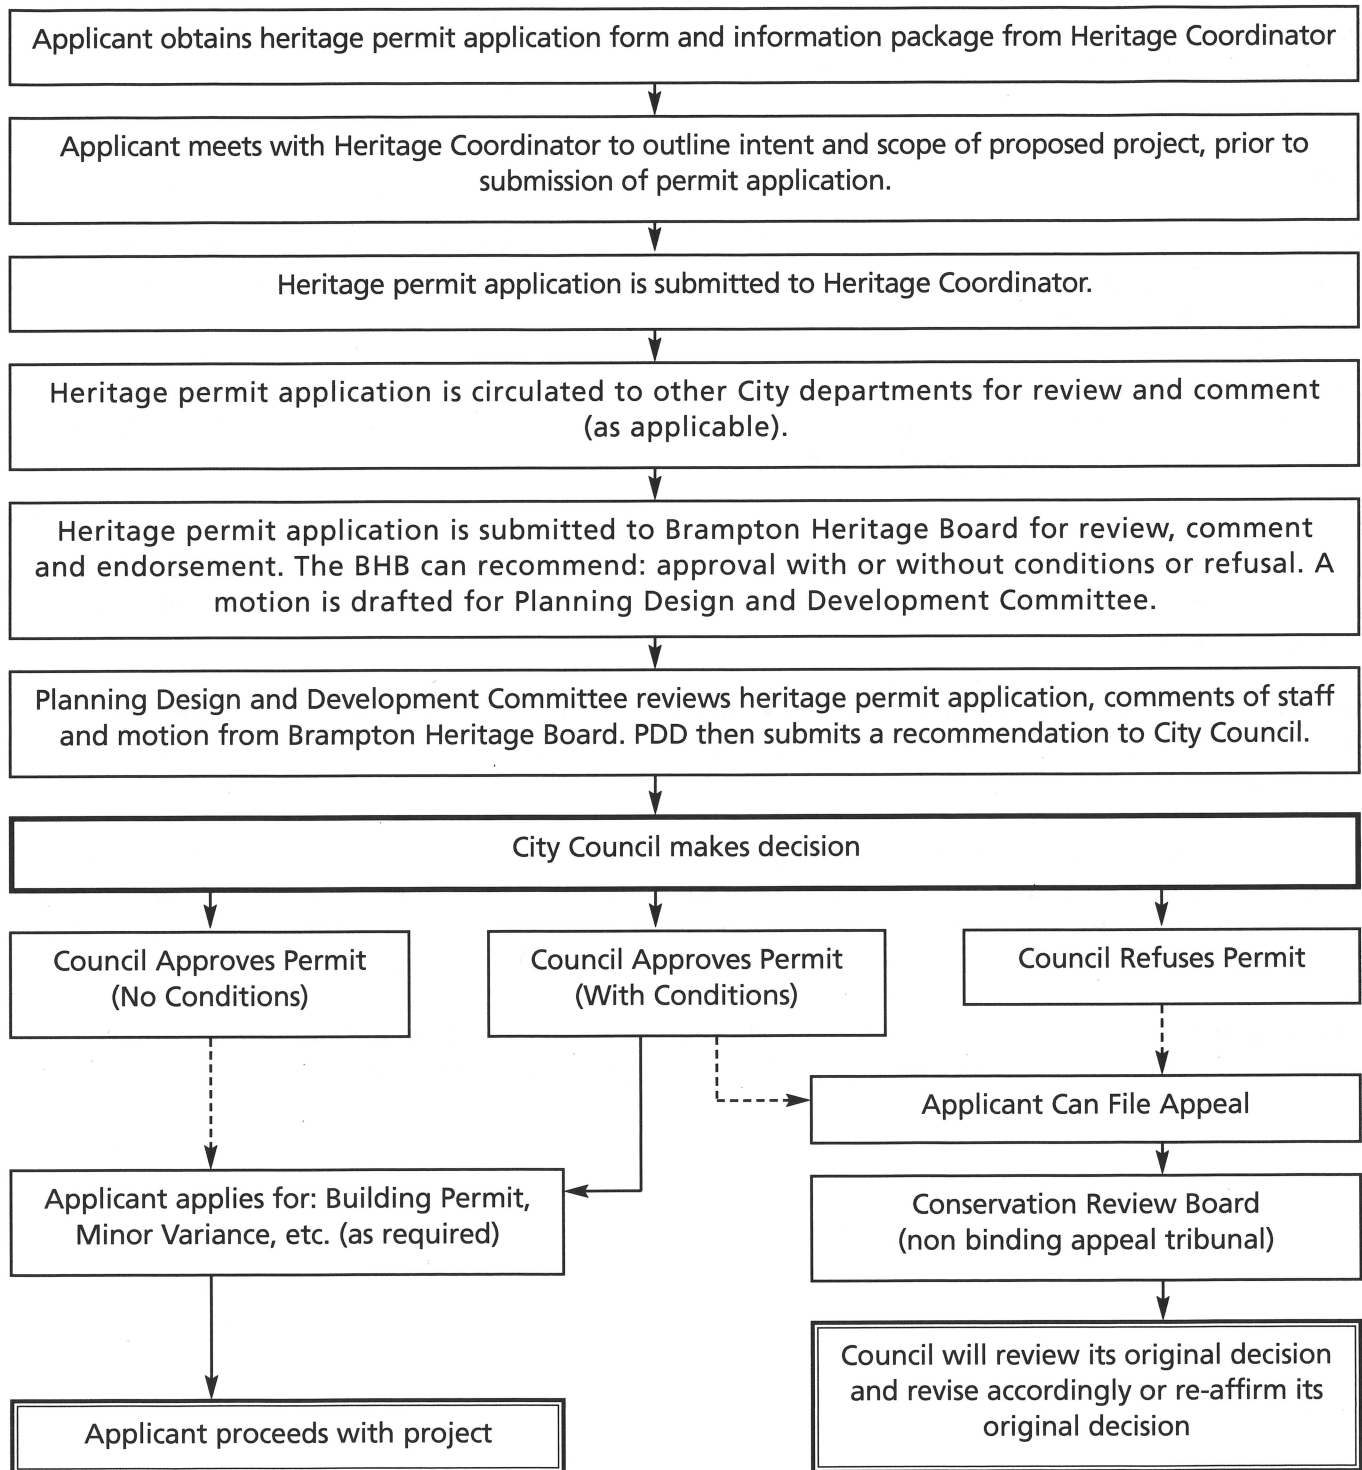 Applicant obtains heritage permit application form and information package from Heritage Coordinator
Applicant meets with Heritage Coordinator to outline intent and scope of proposed project, prior to
submission of permit application.
Heritage permit application is submitted to Heritage Coordinator.
Heritage permit application is circulated to other City departments for review and comment
(as applicable).
Heritage permit application is submitted to Brampton Heritage Board for review, comment
and endorsement. The BHB can recommend: approval with or without conditions or refusal. A
motion is drafted for Planning Design and Development Committee.
Planning Design and Development Committee reviews heritage permit application, comments of staff
and motion from Brampton Heritage Board. PDD then submits a recommendation to City Council.
City Council makes decision
Council Approves Permit
(No Conditions)
Council Approves Permit
(With Conditions)
Council Refuses Permit
Applicant Can File Appeal
Applicant applies for: Building Permit,
Minor Variance, etc. (as required)
Conservation Review Board
(non binding appeal tribunal)
Council will review its original decision
and revise accordingly or re-affirm its
original decision
Applicant proceeds with project